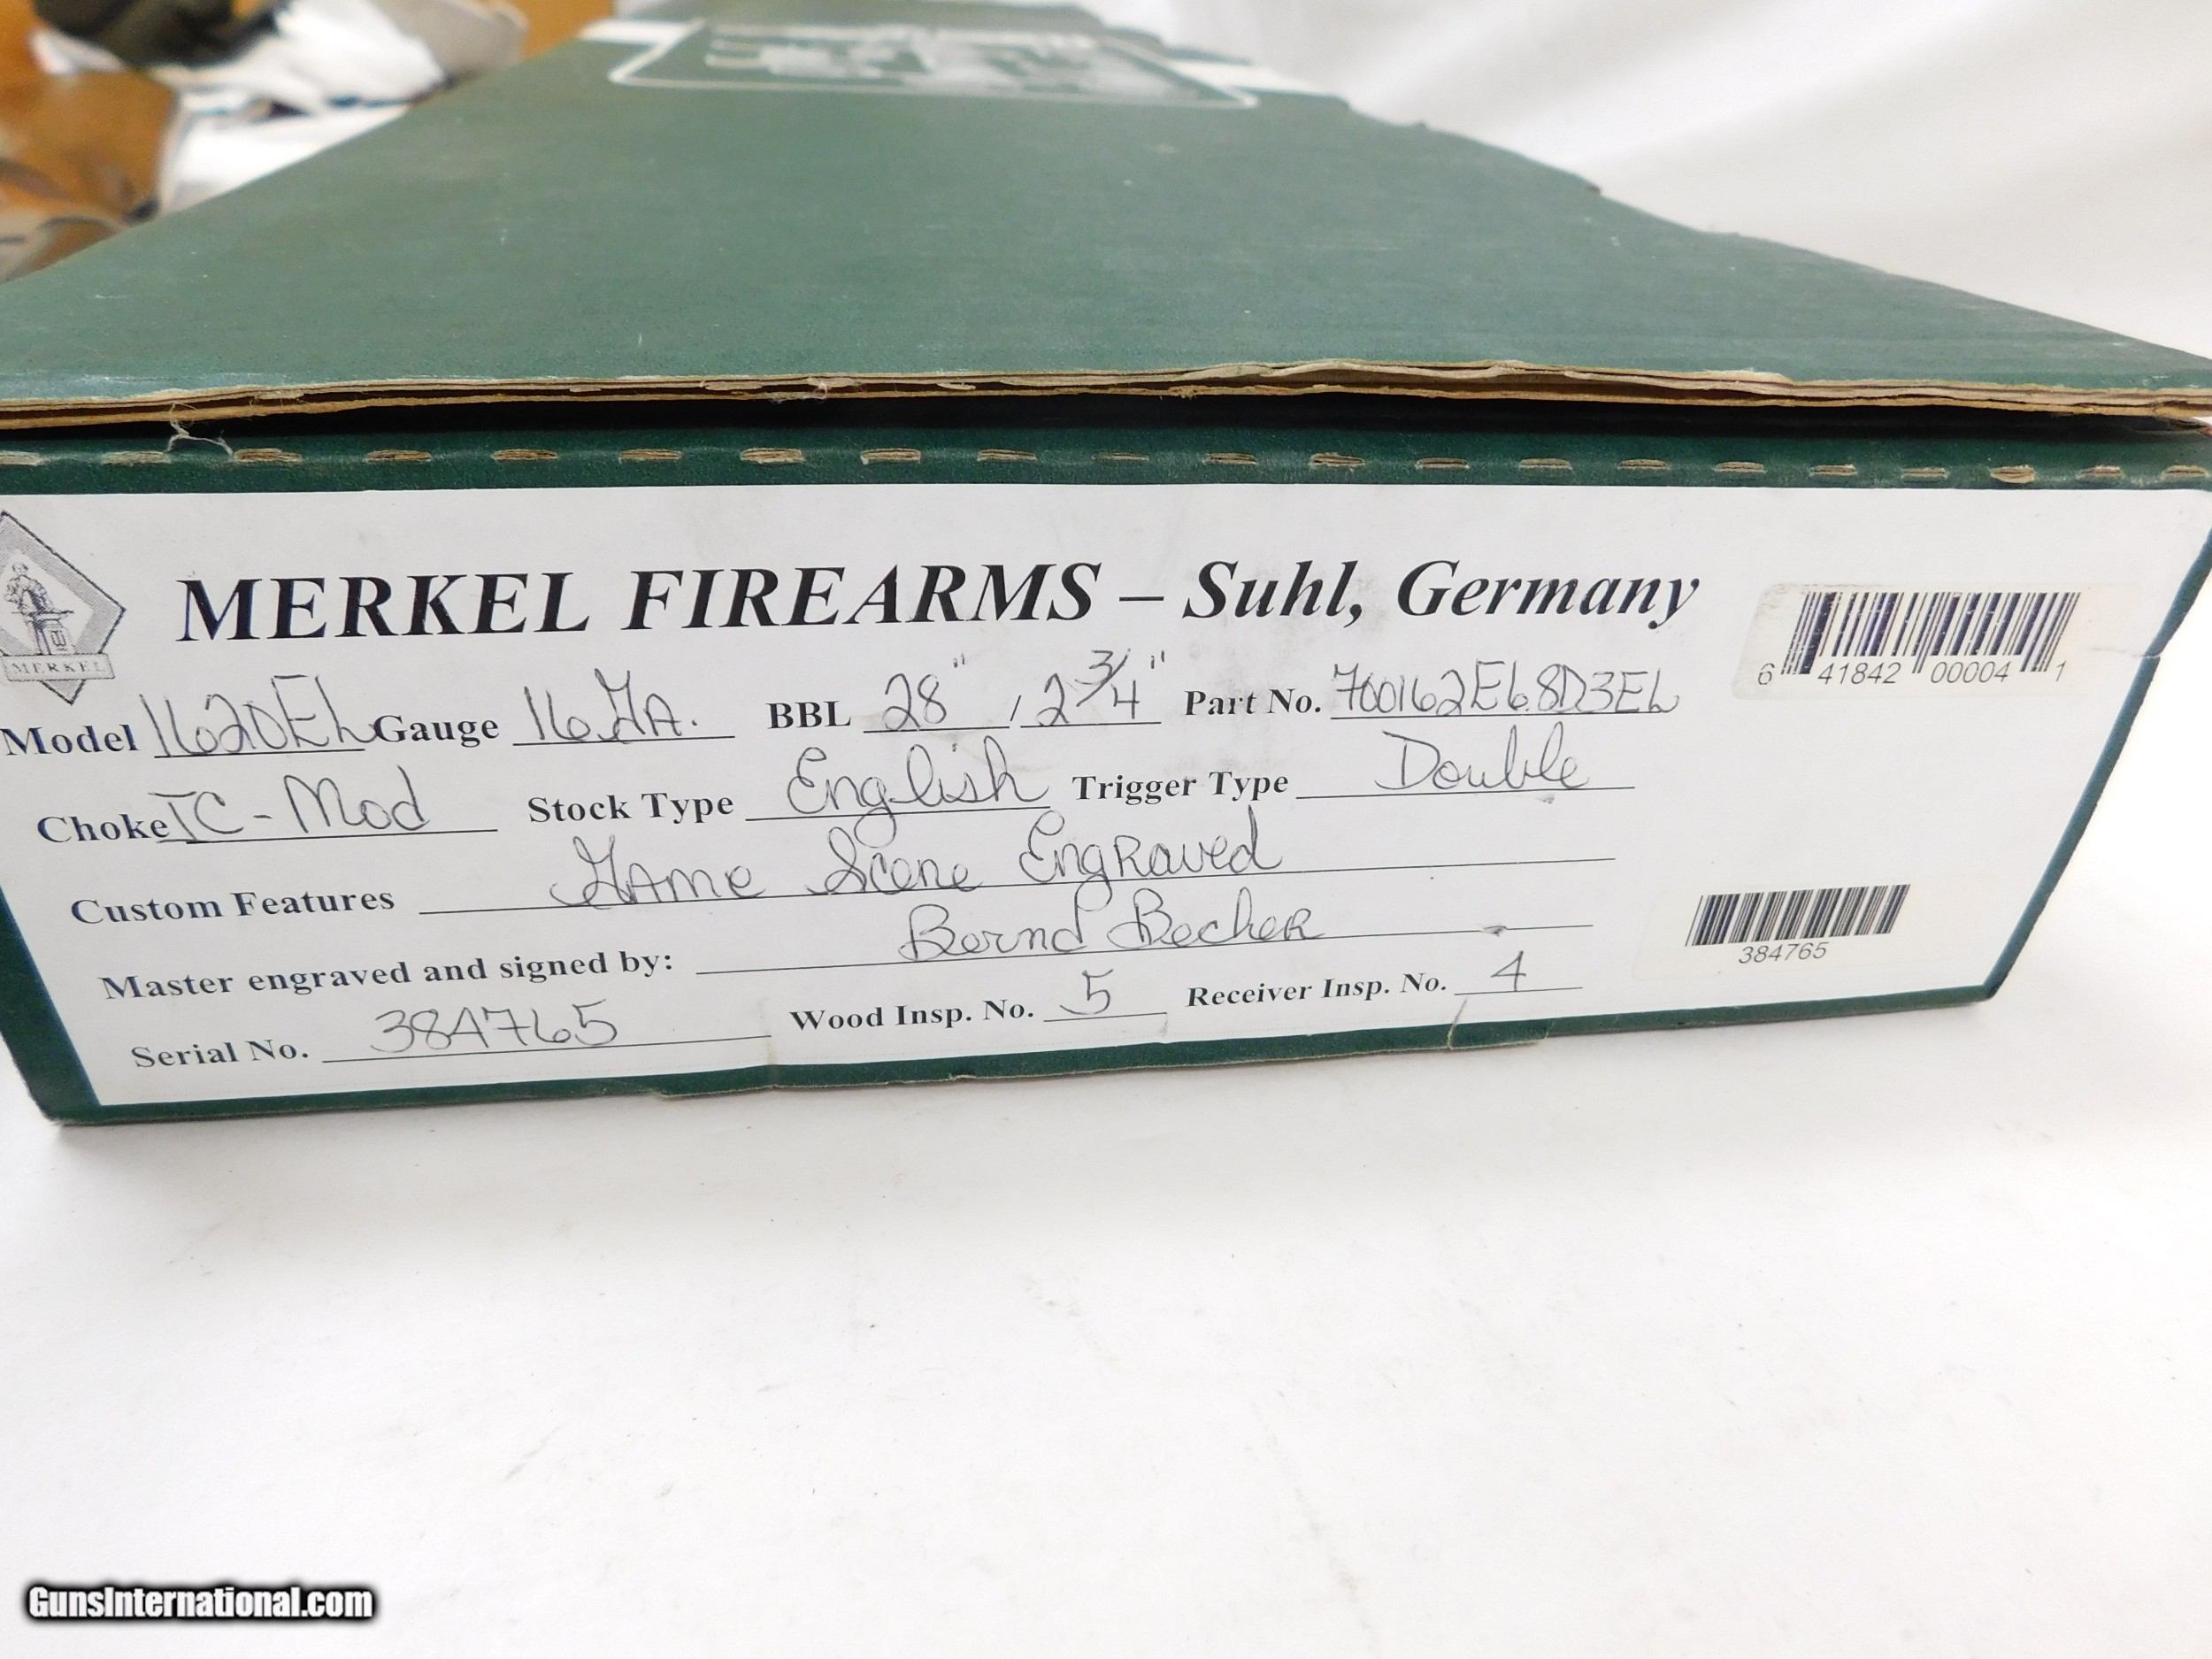 MERKEL FIREARMS – Suhl, Germany
MERKEL
6 41842 00004 1
Model 1620EL Gauge 16 GA. BBL 28" / 2 3/4" Part No. 700162E68D3EL
Choke IC - Mod Stock Type English Trigger Type Double
Custom Features Game Scene Engraved
Master engraved and signed by: Bernd Becher
384765
Serial No. 384765 Wood Insp. No. 5 Receiver Insp. No. 4
GunsInternational.com